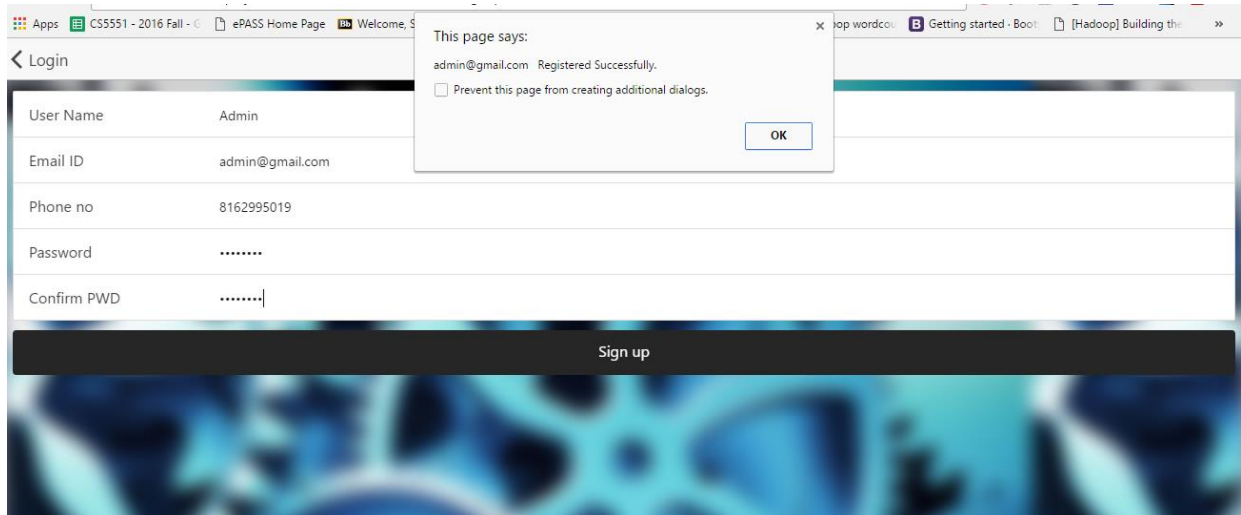 Apps CS5551 - 2016 Fall - G ePASS Home Page Bb Welcome, S op wordcou B Getting started · Boot [Hadoop] Building the »
This page says: ×
admin@gmail.com Registered Successfully.
Prevent this page from creating additional dialogs.
OK
Login
User Name Admin
Email ID admin@gmail.com
Phone no 8162995019
Password ........
Confirm PWD ........
Sign up